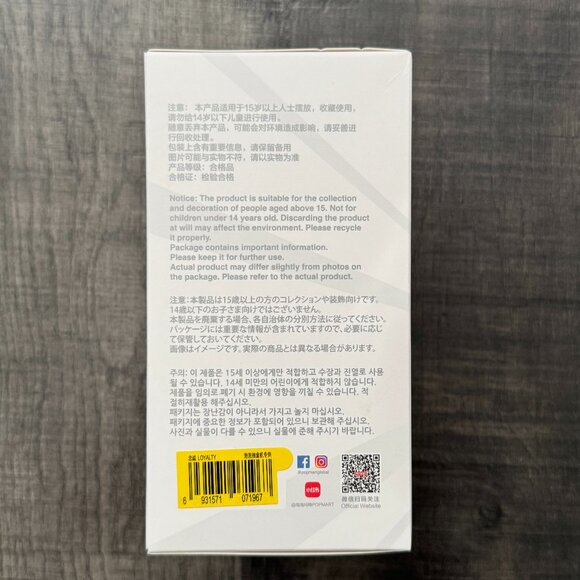 注意： 本产品适用于15岁以上人士摆放，收藏使用，
请勿给14岁以下儿童进行使用。
随意丢弃本产品，可能会对环境造成影响，请妥善进
行回收处理。
包装上含有重要信息，请保留备用
图片可能与实物不符，请以实物为准
产品等级：合格品
合格证：检验合格
Notice: The product is suitable for the collection
and decoration of people aged above 15. Not for
children under 14 years old. Discarding the product
at will may affect the environment. Please recycle
it properly.
Package contains important information.
Please keep it for further use.
Actual product may differ slightly from photos on
the package. Please refer to the actual product.
注意：本製品は15歳以上の方のコレクションや装飾向けです。
14歳以下のお子さま向けではございません。
本製品を廃棄する場合、各自治体の分別方法に従ってください。
パッケージには重要な情報が含まれていますので、必要に応じ
て保管しておいてください。
画像はイメージです。実際の商品とは異なる場合があります。
주의: 이 제품은 15세 이상에게만 적합하고 수장과 진열로 사용
될 수 있습니다. 14세 미만의 어린이에게 적합하지 않습니다.
제품을 임의로 폐기 시 환정에 영향을 끼칠 수 있습니다. 적
절히재활용 해주십시오.
패키지는 장난감이 아니라서 가지고 놀지 마십시오.
패키지에 중요한 정보가 포함되어 있으니 보관해 주십시오.
사진과 실물이 다를 수 있으니 실물에 준해 주시기 바랍니다.
LOYALTY
6 931571 071967
@popmartglobal
小红书
@泡泡玛特POPMART
微信扫码关注
Official Website